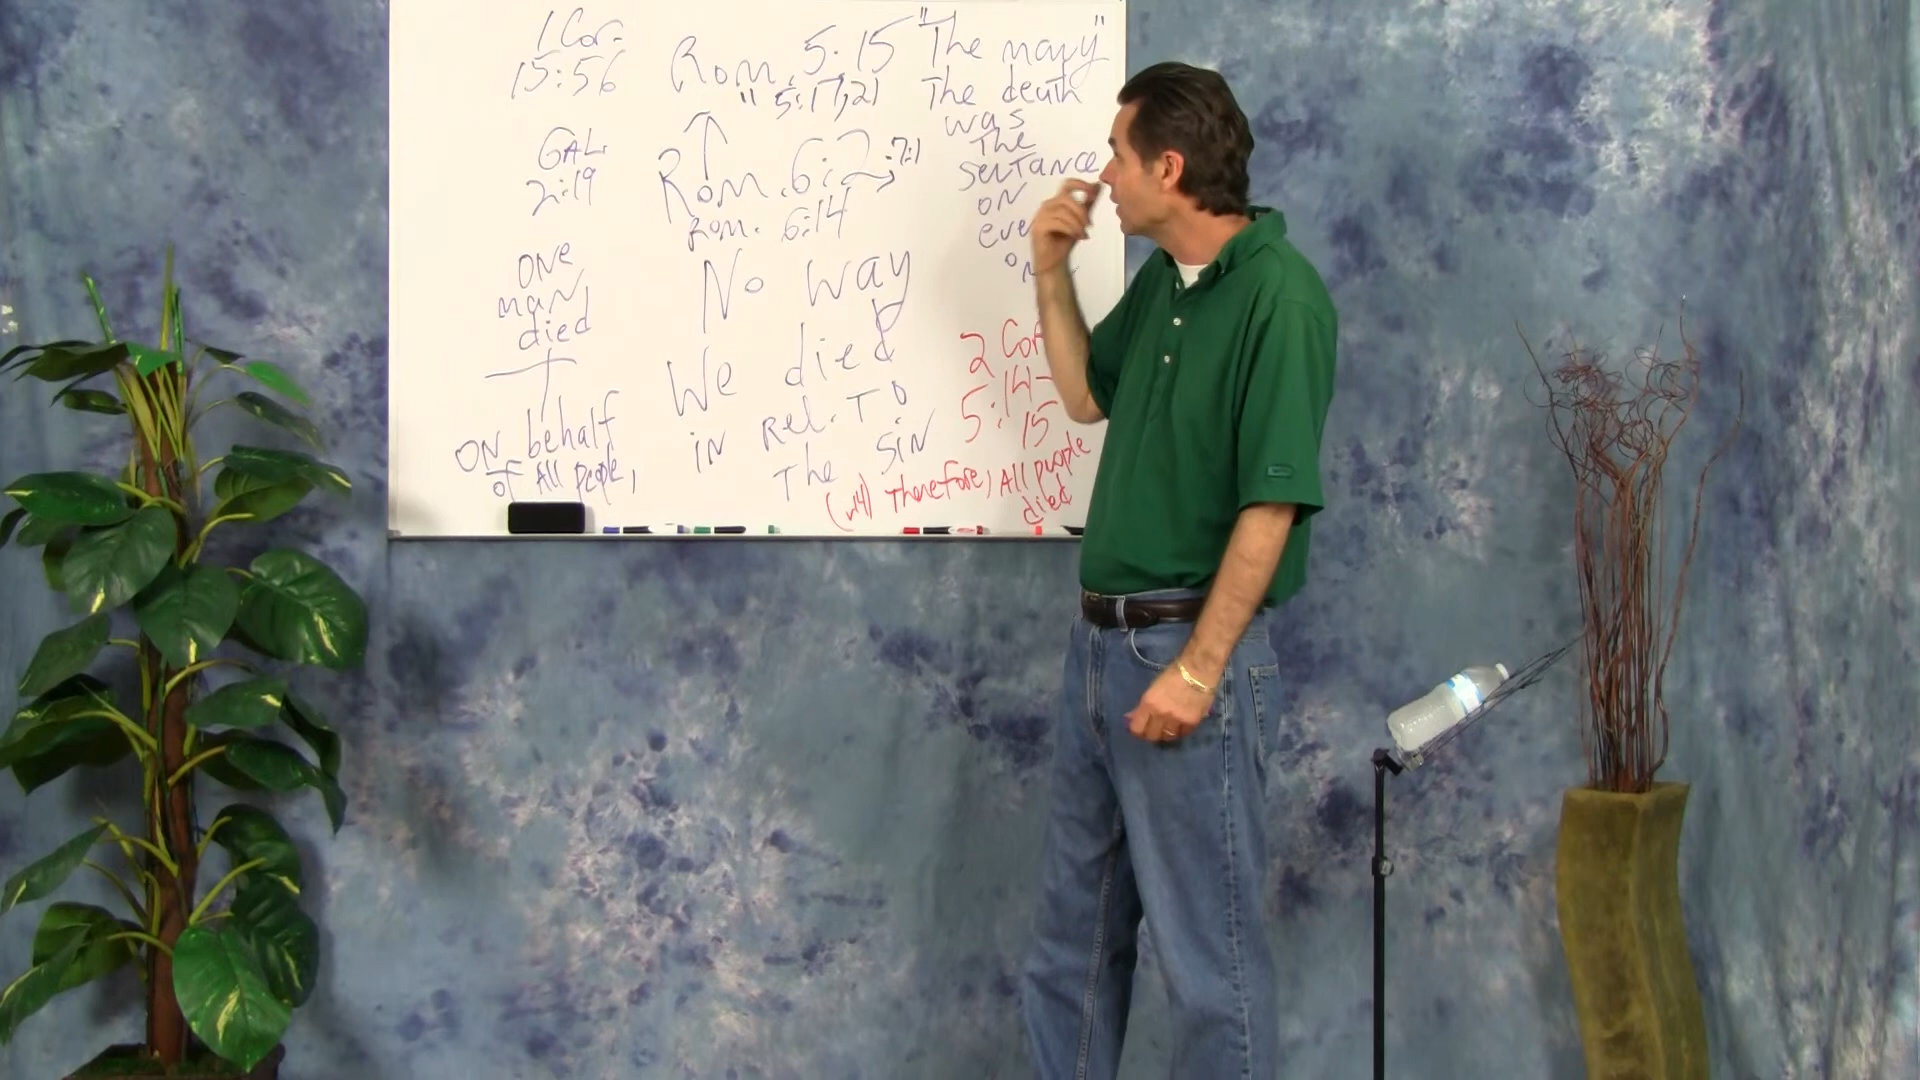 1 Cor.
15:56
GAL.
2:19
ONE
man
died
ON behalf
of All People,
Rom. 5:15
" 5:17,21
Rom. 6:2-7:1
Rom. 6:14
No way
We died
in rel. To
The Sin
"The many"
The death
was
The
senTance
on
eve
on
2 Cor
5:14-
15
(v14) Therefore, All people
died